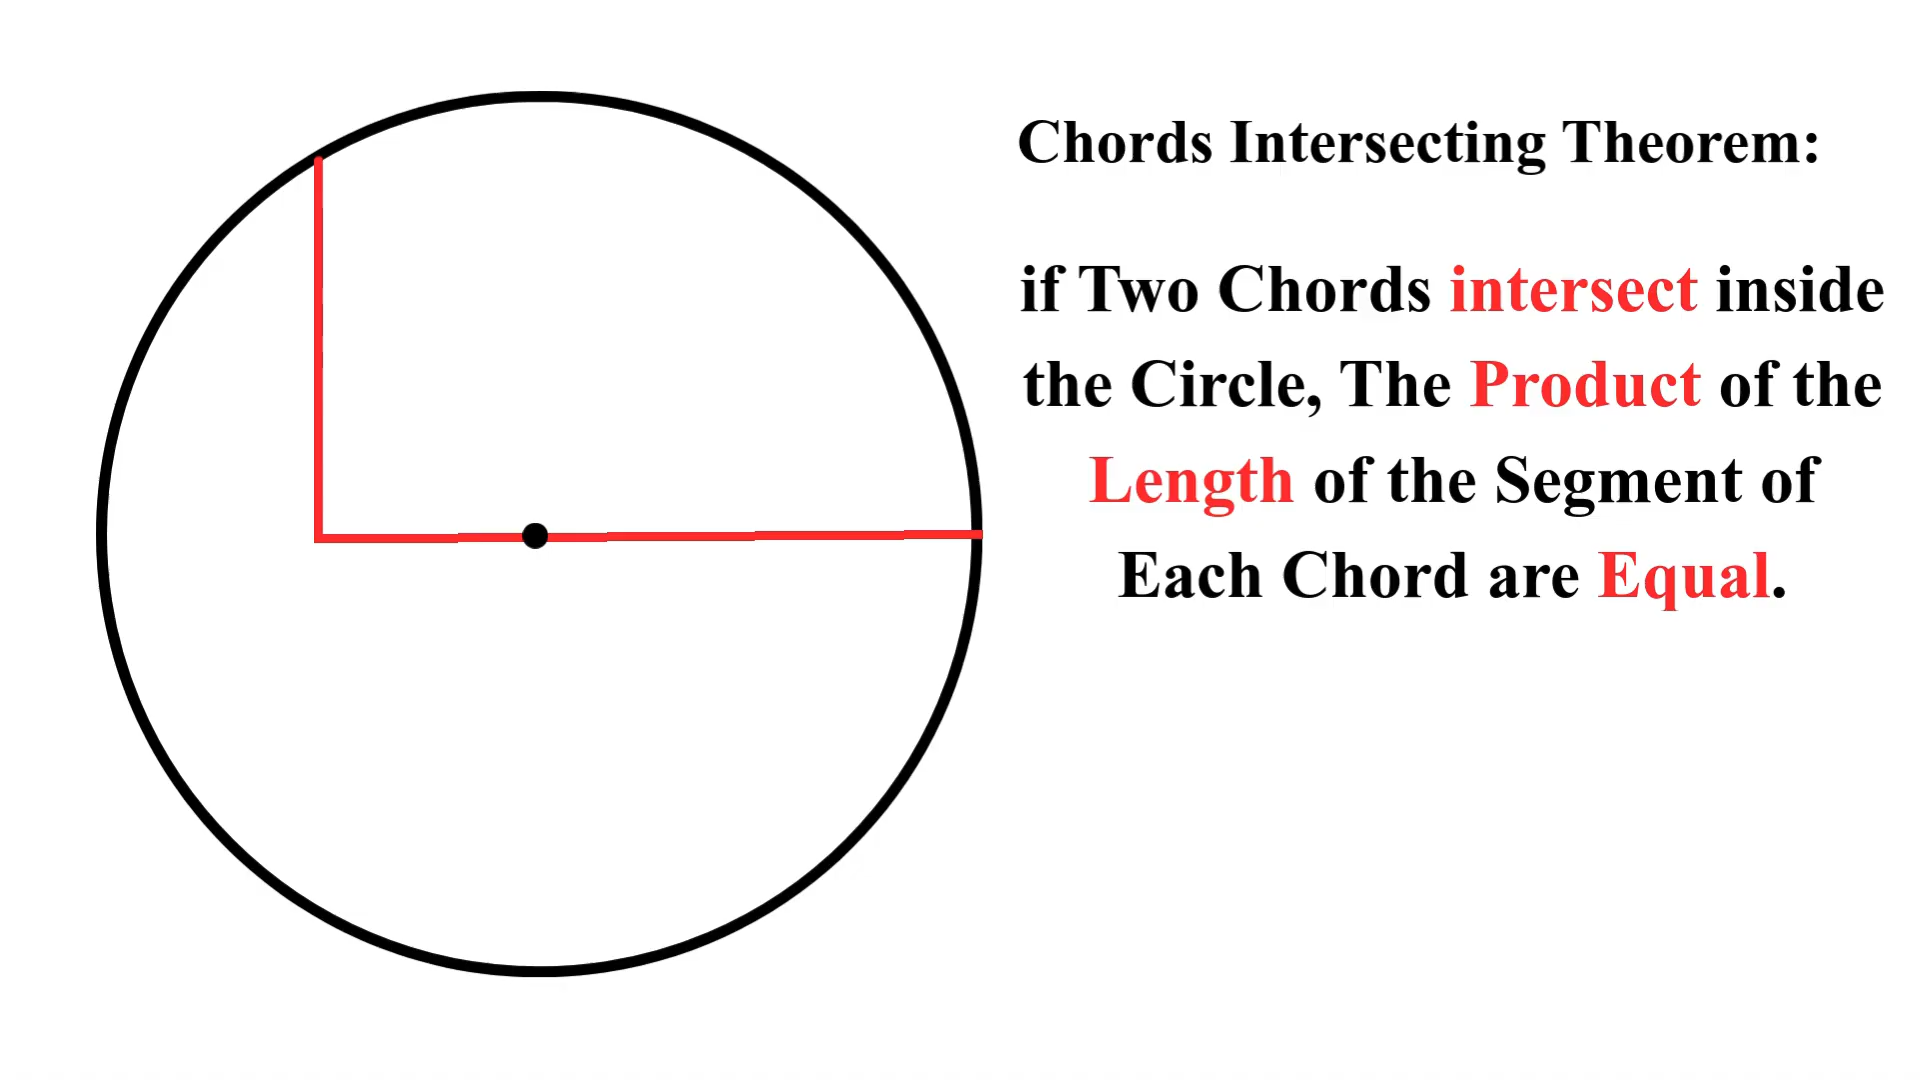 Chords Intersecting Theorem:
if Two Chords intersect inside
the Circle, The Product of the
Length of the Segment of
Each Chord are Equal.